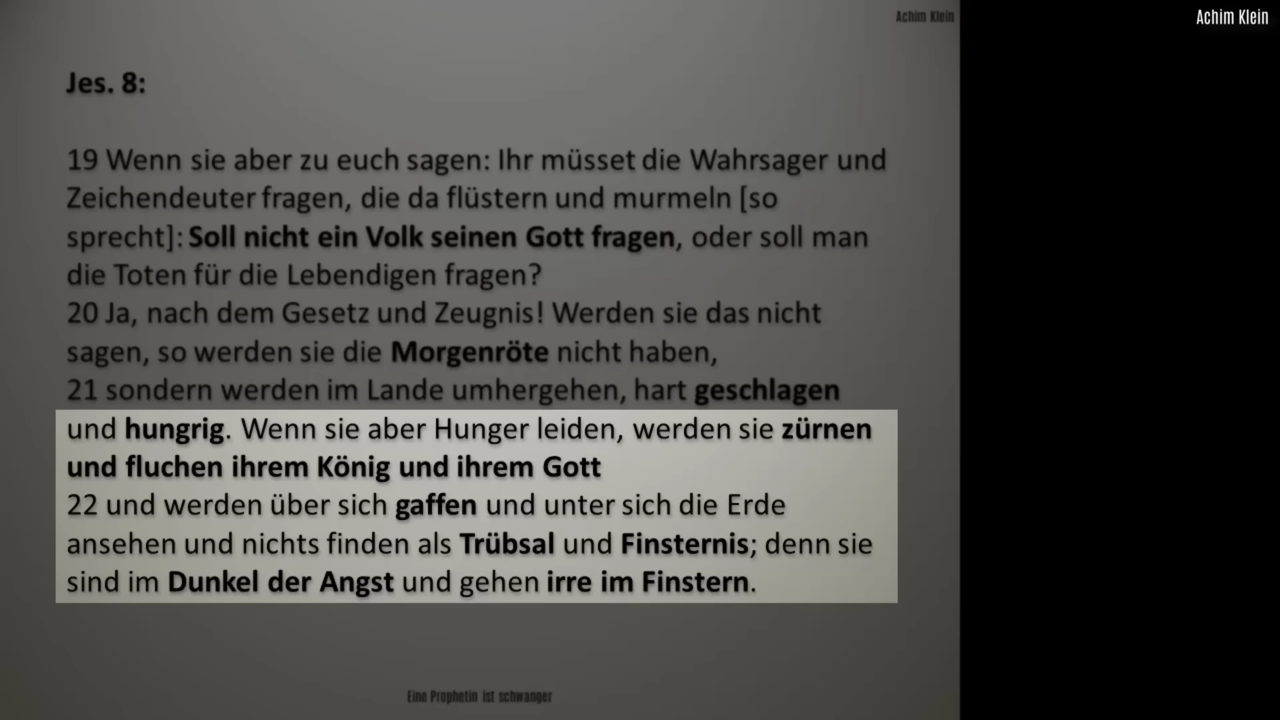 Achim Klein
Achim Klein
Jes. 8:
19 Wenn sie aber zu euch sagen: Ihr müsset die Wahrsager und
Zeichendeuter fragen, die da flüstern und murmeln [so
sprecht]: Soll nicht ein Volk seinen Gott fragen, oder soll man
die Toten für die Lebendigen fragen?
20 Ja, nach dem Gesetz und Zeugnis! Werden sie das nicht
sagen, so werden sie die Morgenröte nicht haben,
21 sondern werden im Lande umhergehen, hart geschlagen
und hungrig. Wenn sie aber Hunger leiden, werden sie zürnen
und fluchen ihrem König und ihrem Gott
22 und werden über sich gaffen und unter sich die Erde
ansehen und nichts finden als Trübsal und Finsternis; denn sie
sind im Dunkel der Angst und gehen irre im Finstern.
Eine Prophetin ist schwanger